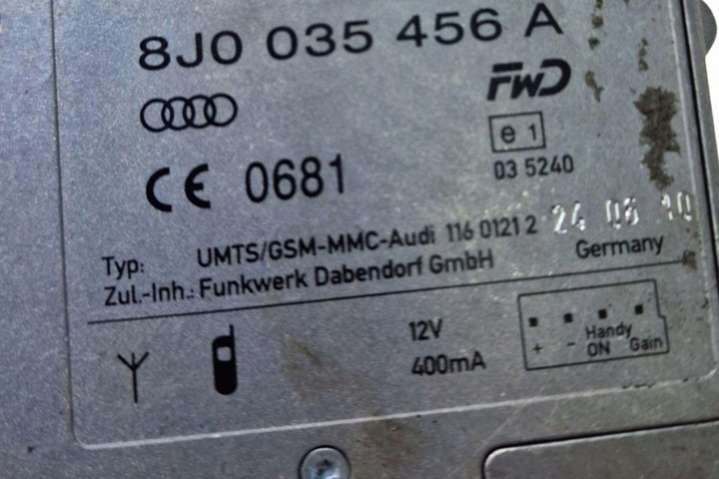 8J0 035 456 A
FWD
e 1
CE 0681
03 5240
Typ: UMTS/GSM-MMC-Audi 116 0121 2 24 06 10
Zul.-Inh.: Funkwerk Dabendorf GmbH Germany
12V
400mA
+ - Handy ON Gain